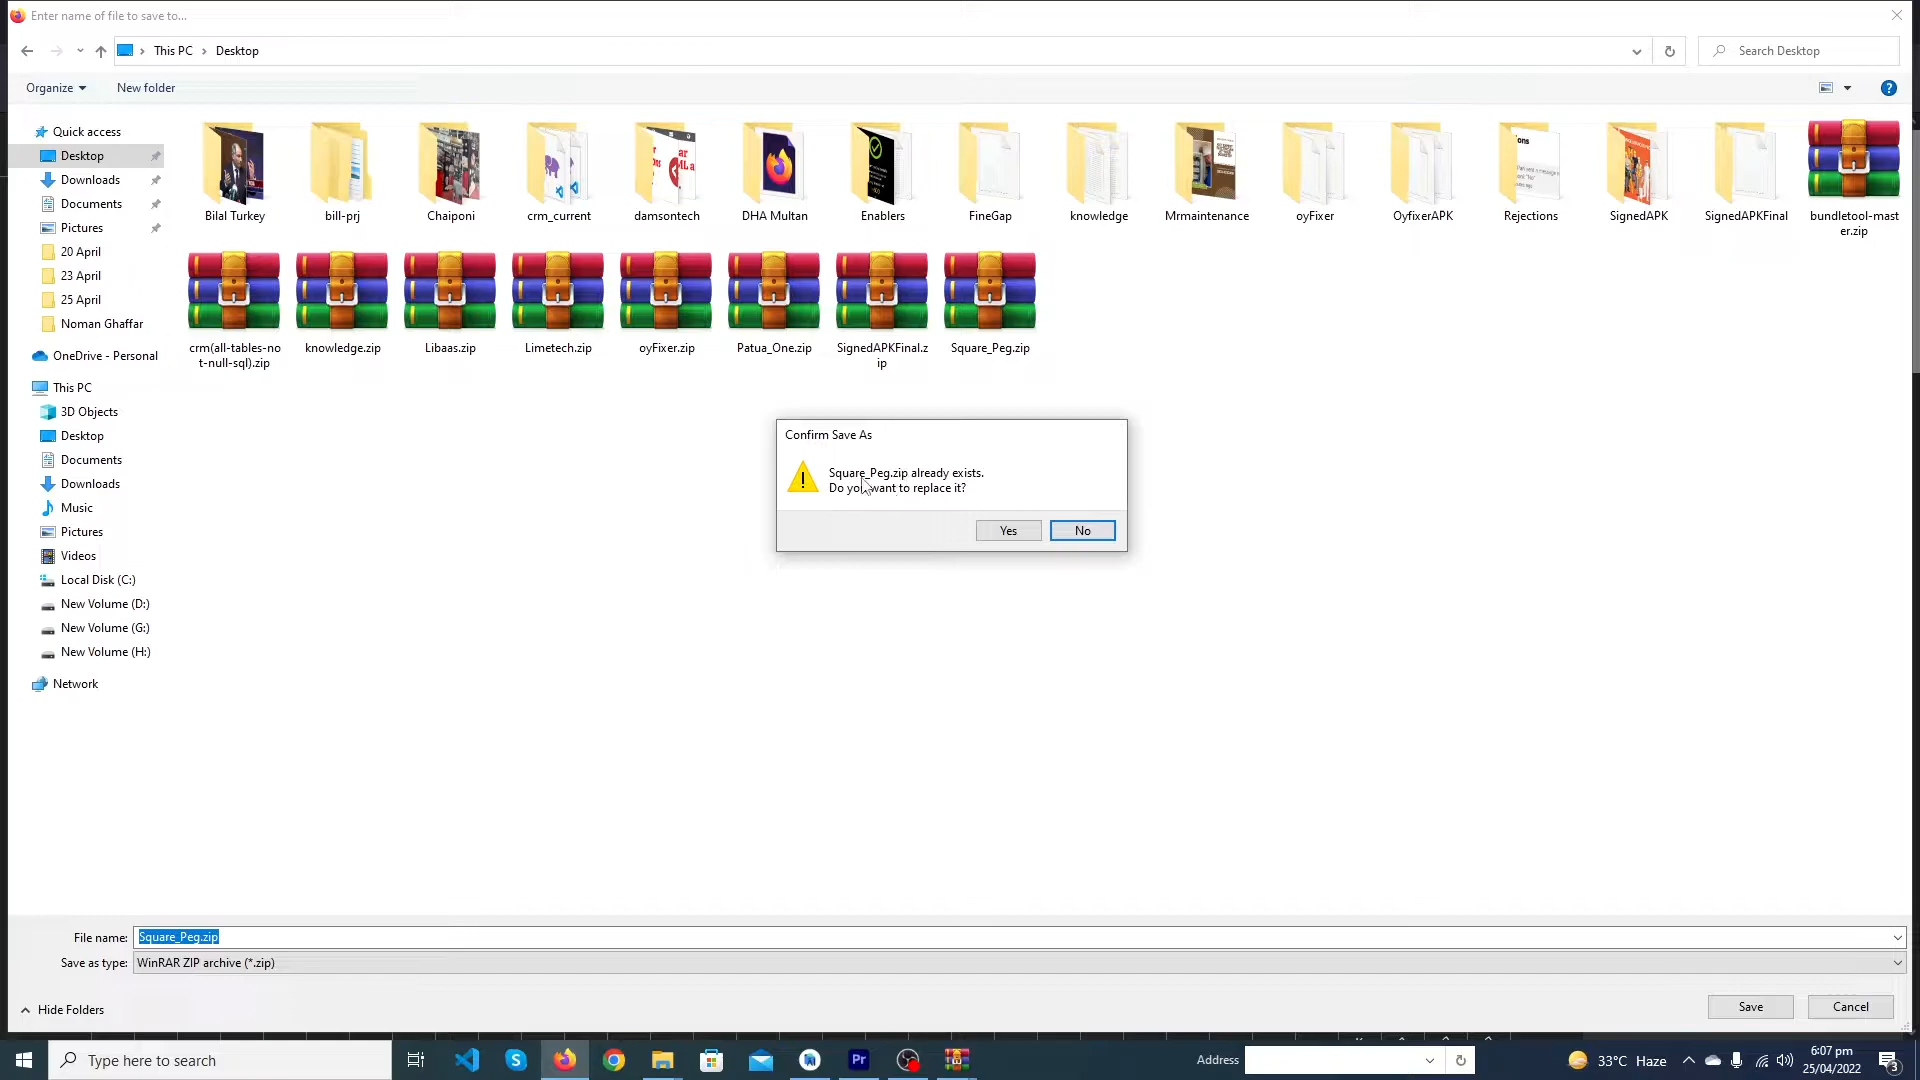 Enter name of file to save to...
This PC
Desktop
Search Desktop
Organize
New folder
Quick access
Desktop
Downloads
Documents
Pictures
20 April
23 April
25 April
Noman Ghaffar
OneDrive - Personal
This PC
3D Objects
Desktop
Documents
Downloads
Music
Pictures
Videos
Local Disk (C:)
New Volume (D:)
New Volume (G:)
New Volume (H:)
Network
Bilal Turkey
bill-prj
Chaiponi
crm_current
damsontech
DHA Multan
Enablers
FineGap
knowledge
Mrmaintenance
oyFixer
OyfixerAPK
Rejections
SignedAPK
SignedAPKFinal
bundletool-mast
er.zip
crm(all-tables-no
t-null-sql).zip
knowledge.zip
Libaas.zip
Limetech.zip
oyFixer.zip
Patua_One.zip
SignedAPKFinal.z
ip
Square_Peg.zip
Confirm Save As
Square_Peg.zip already exists.
Do you want to replace it?
Yes
No
File name:
Square_Peg.zip
Save as type:
WinRAR ZIP archive (*.zip)
Hide Folders
Save
Cancel
Type here to search
Address
33°C Haze
6:07 pm
25/04/2022
3